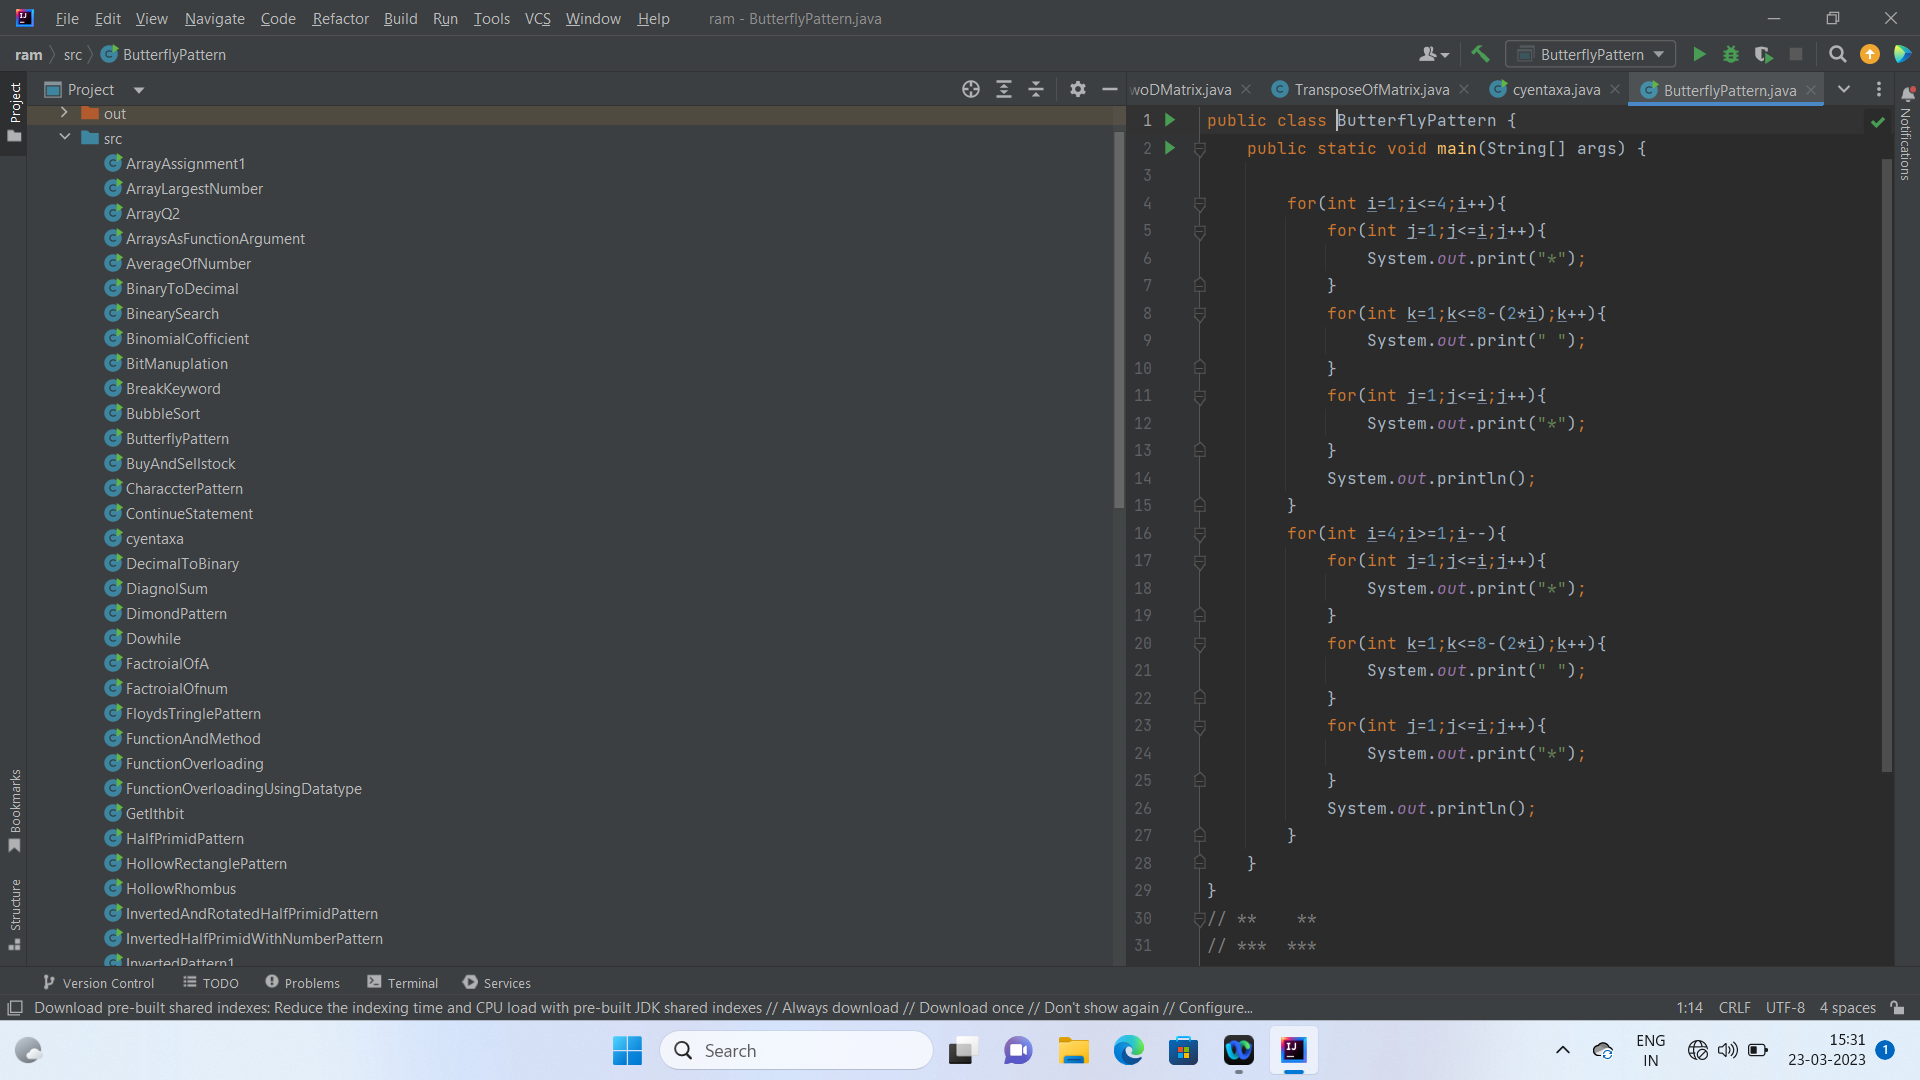 File Edit View Navigate Code Refactor Build Run Tools VCS Window Help ram - ButterflyPattern.java
ram src ButterflyPattern ButterflyPattern
Project
Project
woDMatrix.java TransposeOfMatrix.java cyentaxa.java ButterflyPattern.java
Notifications
out
src
ArrayAssignment1
ArrayLargestNumber
ArrayQ2
ArraysAsFunctionArgument
AverageOfNumber
BinaryToDecimal
BinearySearch
BinomialCofficient
BitManuplation
BreakKeyword
BubbleSort
ButterflyPattern
BuyAndSellstock
CharaccterPattern
ContinueStatement
cyentaxa
DecimalToBinary
DiagnolSum
DimondPattern
Dowhile
FactroialOfA
FactroialOfnum
FloydsTringlePattern
FunctionAndMethod
FunctionOverloading
FunctionOverloadingUsingDatatype
GetIthbit
HalfPrimidPattern
HollowRectanglePattern
HollowRhombus
InvertedAndRotatedHalfPrimidPattern
InvertedHalfPrimidWithNumberPattern
InvertedPattern1
Bookmarks
Structure
1 public class ButterflyPattern {
2 public static void main(String[] args) {
3
4 for(int i=1;i<=4;i++){
5 for(int j=1;j<=i;j++){
6 System.out.print("*");
7 }
8 for(int k=1;k<=8-(2*i);k++){
9 System.out.print(" ");
10 }
11 for(int j=1;j<=i;j++){
12 System.out.print("*");
13 }
14 System.out.println();
15 }
16 for(int i=4;i>=1;i--){
17 for(int j=1;j<=i;j++){
18 System.out.print("*");
19 }
20 for(int k=1;k<=8-(2*i);k++){
21 System.out.print(" ");
22 }
23 for(int j=1;j<=i;j++){
24 System.out.print("*");
25 }
26 System.out.println();
27 }
28 }
29 }
30 // **    **
31 // ***  ***
Version Control TODO Problems Terminal Services
Download pre-built shared indexes: Reduce the indexing time and CPU load with pre-built JDK shared indexes // Always download // Download once // Don't show again // Configure... 1:14 CRLF UTF-8 4 spaces
Search
ENG
IN
15:31
23-03-2023
1